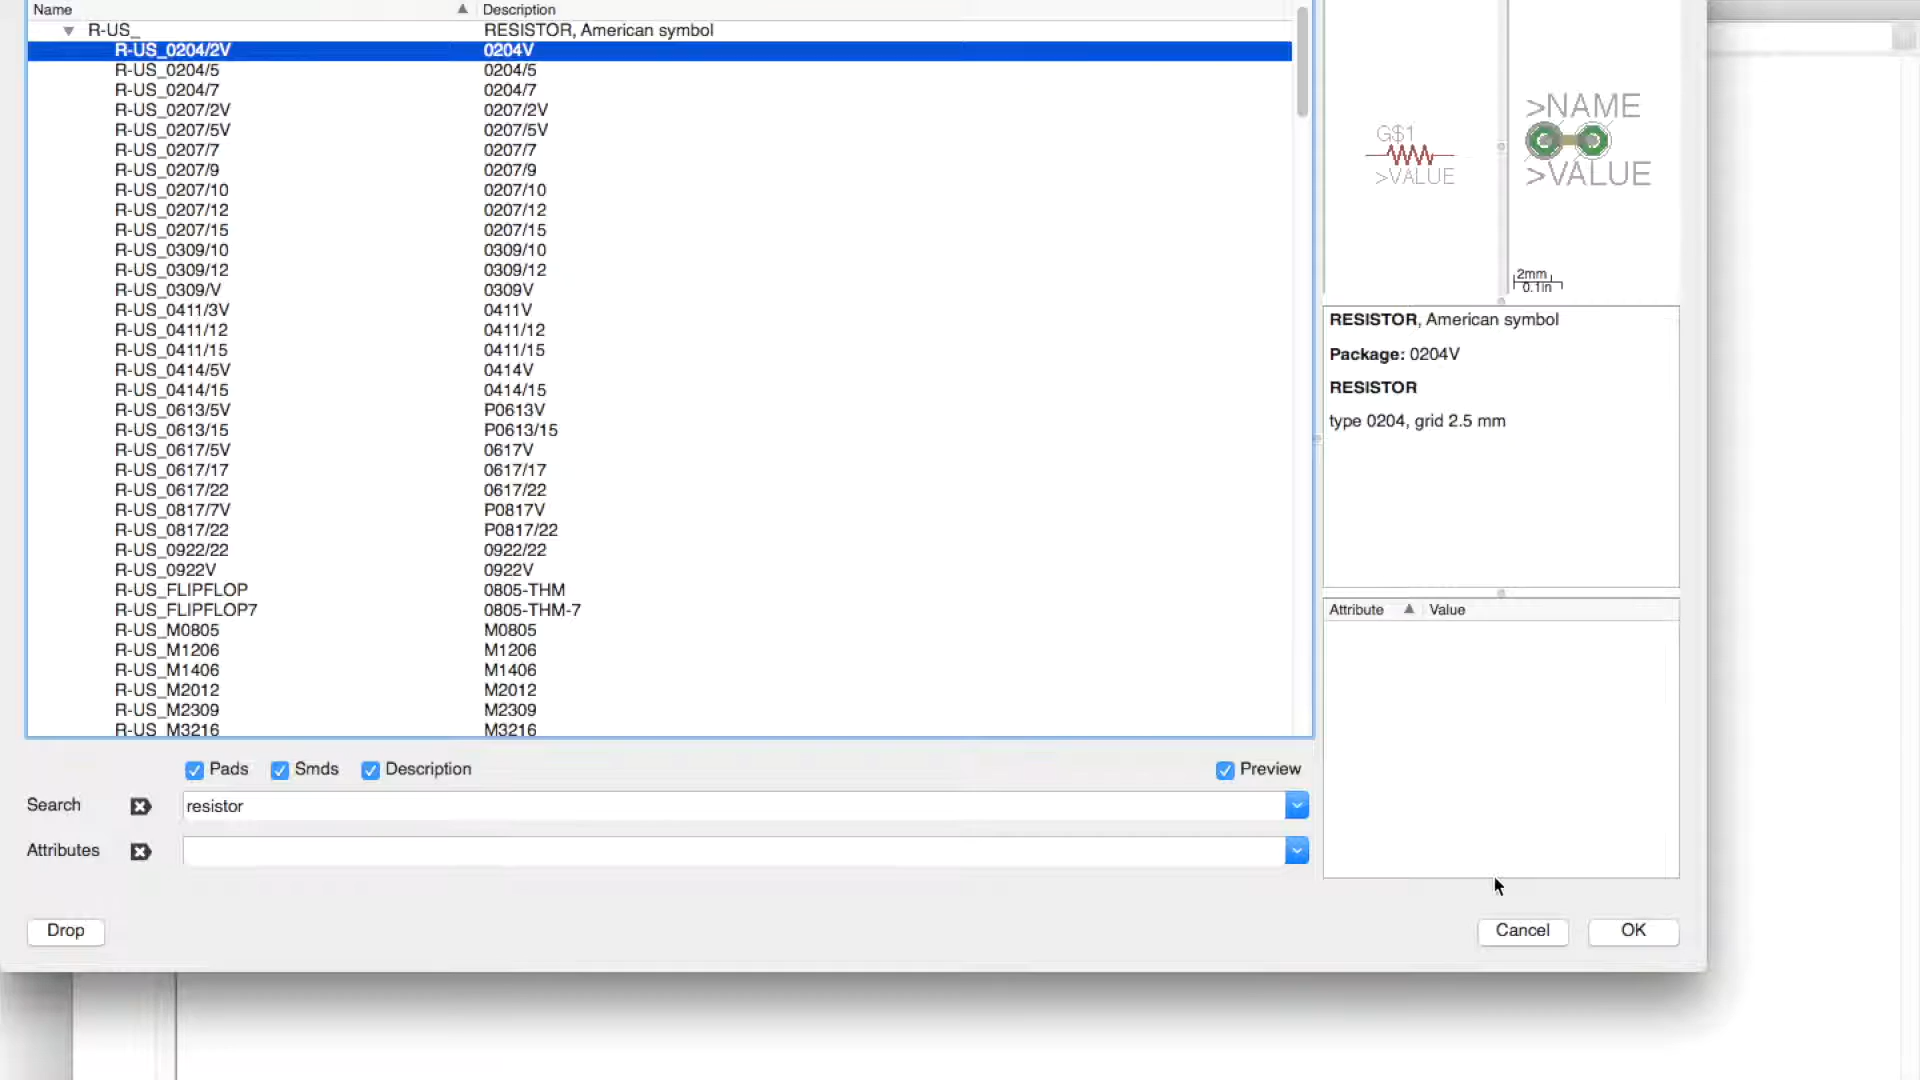 Name Description
R-US_ RESISTOR, American symbol
R-US_0204/2V 0204V
R-US_0204/5 0204/5
R-US_0204/7 0204/7
R-US_0207/2V 0207/2V
R-US_0207/5V 0207/5V
R-US_0207/7 0207/7
R-US_0207/9 0207/9
R-US_0207/10 0207/10
R-US_0207/12 0207/12
R-US_0207/15 0207/15
R-US_0309/10 0309/10
R-US_0309/12 0309/12
R-US_0309/V 0309V
R-US_0411/3V 0411V
R-US_0411/12 0411/12
R-US_0411/15 0411/15
R-US_0414/5V 0414V
R-US_0414/15 0414/15
R-US_0613/5V P0613V
R-US_0613/15 P0613/15
R-US_0617/5V 0617V
R-US_0617/17 0617/17
R-US_0617/22 0617/22
R-US_0817/7V P0817V
R-US_0817/22 P0817/22
R-US_0922/22 0922/22
R-US_0922V 0922V
R-US_FLIPFLOP 0805-THM
R-US_FLIPFLOP7 0805-THM-7
R-US_M0805 M0805
R-US_M1206 M1206
R-US_M1406 M1406
R-US_M2012 M2012
R-US_M2309 M2309
R-US_M3216 M3216
G$1
>VALUE
>NAME
>VALUE
2mm
0.1in
RESISTOR, American symbol
Package: 0204V
RESISTOR
type 0204, grid 2.5 mm
Attribute Value
Pads Smds Description Preview
Search resistor
Attributes
Drop Cancel OK